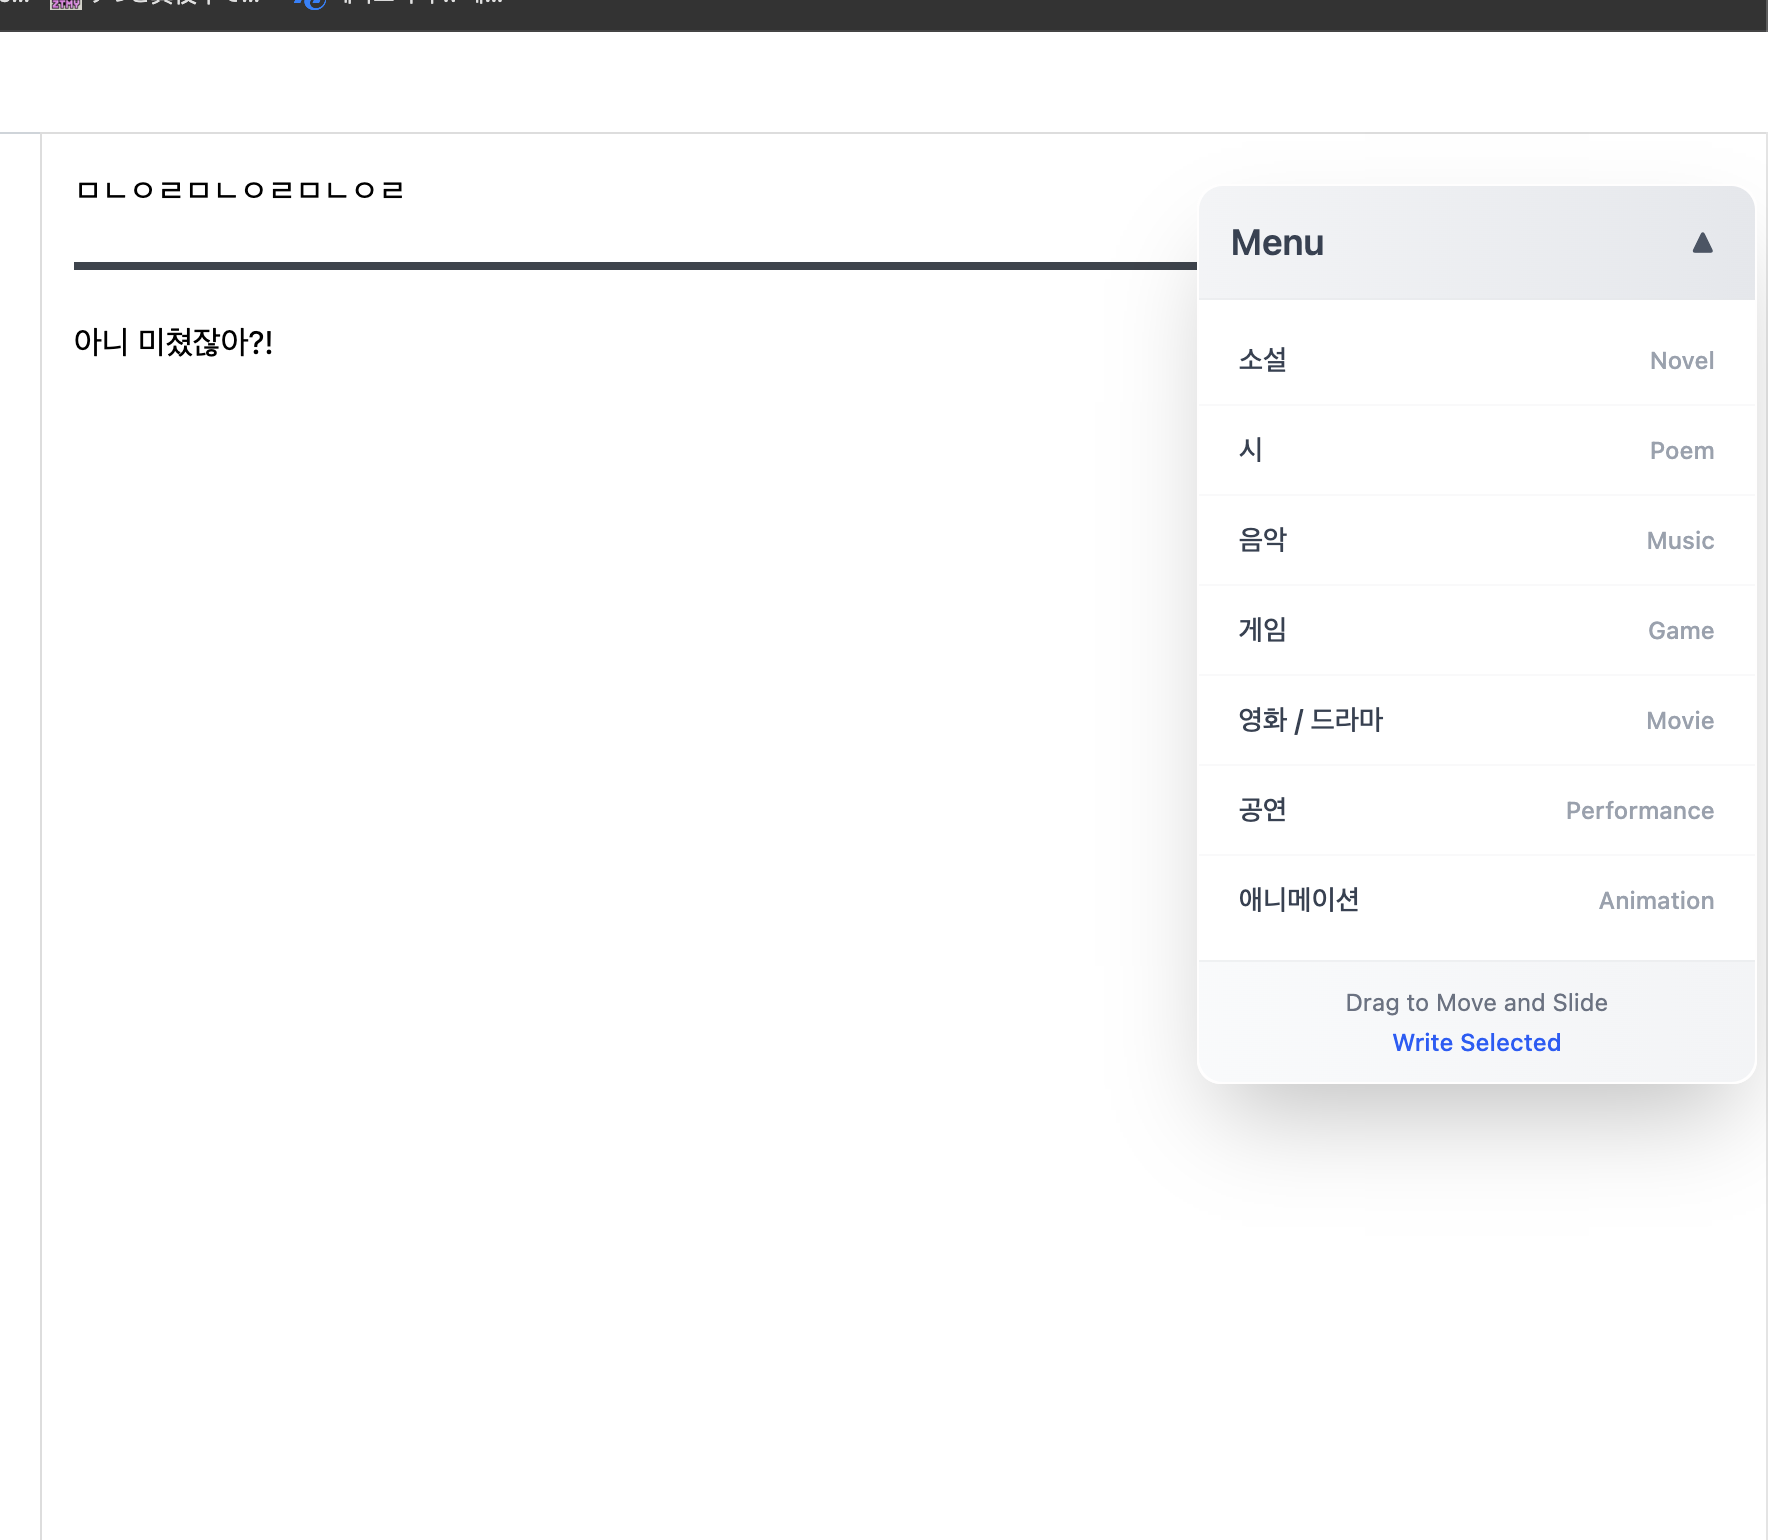 ㅁㄴㅇㄹㅁㄴㅇㄹㅁㄴㅇㄹ
아니 미쳤잖아?!
Menu ▲
소설 Novel
시 Poem
음악 Music
게임 Game
영화 / 드라마 Movie
공연 Performance
애니메이션 Animation
Drag to Move and Slide
Write Selected